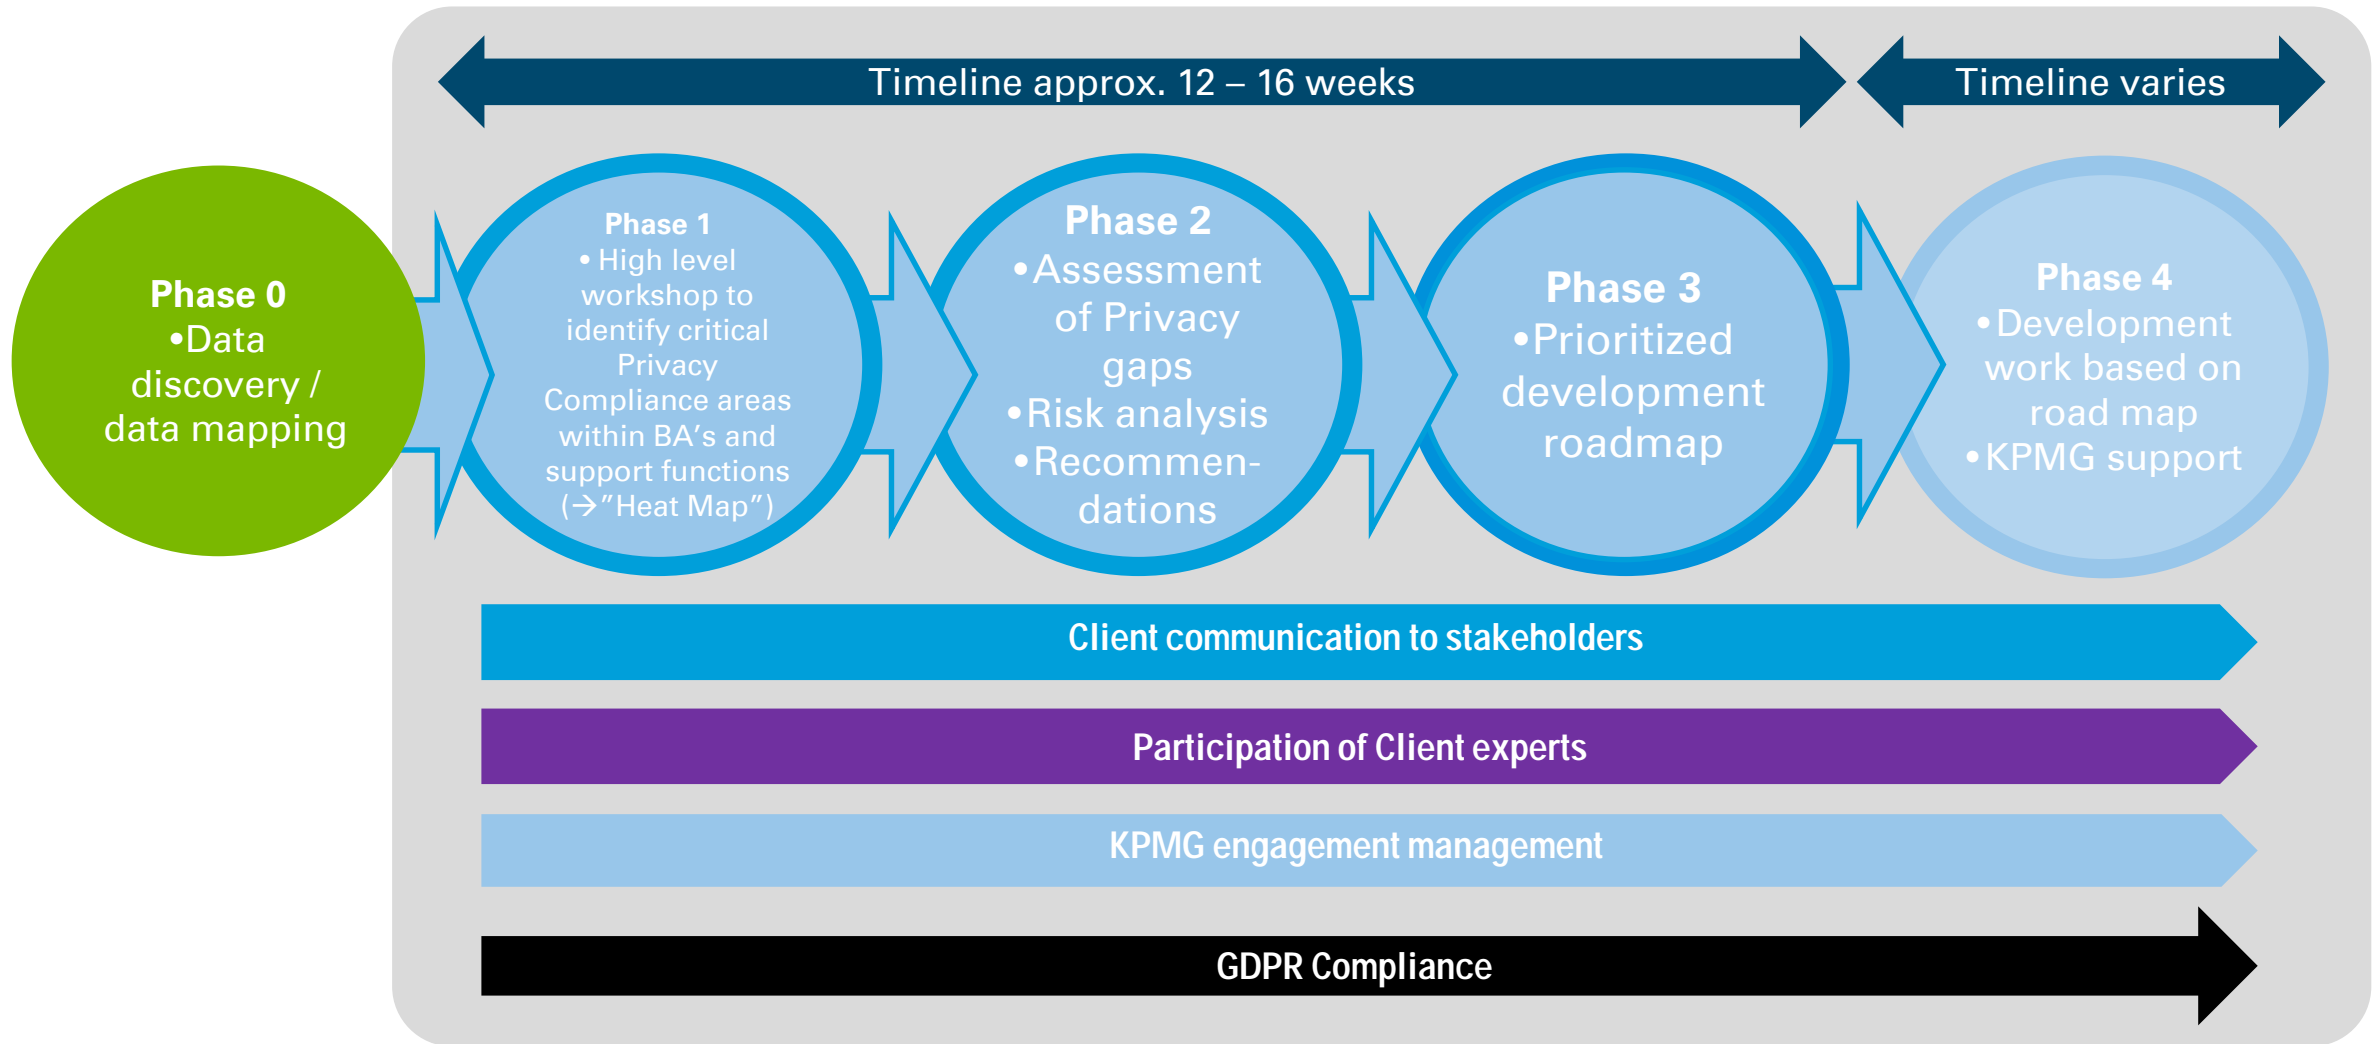 Timeline approx. 12 – 16 weeks
Timeline varies
Phase 0
•Data
discovery /
data mapping
Phase 1
• High level
workshop to
identify critical
Privacy
Compliance areas
within BA’s and
support functions
(→”Heat Map”)
Phase 2
•Assessment
of Privacy
gaps
•Risk analysis
•Recommen-
dations
Phase 3
•Prioritized
development
roadmap
Phase 4
•Development
work based on
road map
•KPMG support
Client communication to stakeholders
Participation of Client experts
KPMG engagement management
GDPR Compliance